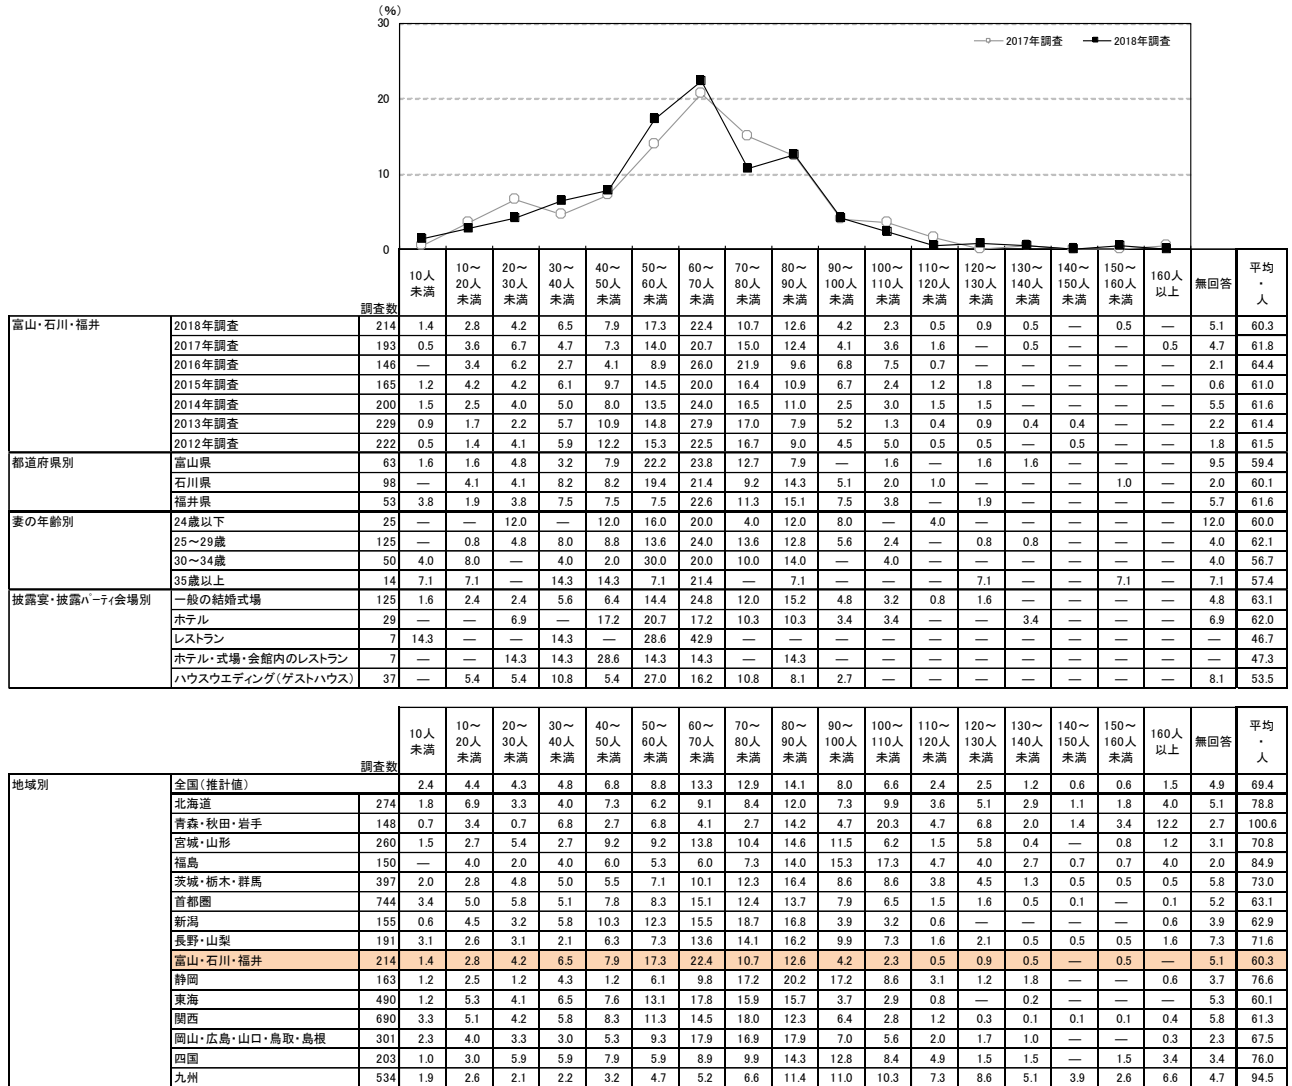 (%)
30
20
10
0
2017年調査 2018年調査
調査数 10人未満 10～20人未満 20～30人未満 30～40人未満 40～50人未満 50～60人未満 60～70人未満 70～80人未満 80～90人未満 90～100人未満 100～110人未満 110～120人未満 120～130人未満 130～140人未満 140～150人未満 150～160人未満 160人以上 無回答 平均・人
富山・石川・福井 2018年調査 214 1.4 2.8 4.2 6.5 7.9 17.3 22.4 10.7 12.6 4.2 2.3 0.5 0.9 0.5 — 0.5 — 5.1 60.3
2017年調査 193 0.5 3.6 6.7 4.7 7.3 14.0 20.7 15.0 12.4 4.1 3.6 1.6 — 0.5 — — 0.5 4.7 61.8
2016年調査 146 — 3.4 6.2 2.7 4.1 8.9 26.0 21.9 9.6 6.8 7.5 0.7 — — — — — 2.1 64.4
2015年調査 165 1.2 4.2 4.2 6.1 9.7 14.5 20.0 16.4 10.9 6.7 2.4 1.2 1.8 — — — — 0.6 61.0
2014年調査 200 1.5 2.5 4.0 5.0 8.0 13.5 24.0 16.5 11.0 2.5 3.0 1.5 1.5 — — — — 5.5 61.6
2013年調査 229 0.9 1.7 2.2 5.7 10.9 14.8 27.9 17.0 7.9 5.2 1.3 0.4 0.9 0.4 0.4 — — 2.2 61.4
2012年調査 222 0.5 1.4 4.1 5.9 12.2 15.3 22.5 16.7 9.0 4.5 5.0 0.5 0.5 — 0.5 — — 1.8 61.5
都道府県別 富山県 63 1.6 1.6 4.8 3.2 7.9 22.2 23.8 12.7 7.9 — 1.6 — 1.6 1.6 — — — 9.5 59.4
石川県 98 — 4.1 4.1 8.2 8.2 19.4 21.4 9.2 14.3 5.1 2.0 1.0 — — — 1.0 — 2.0 60.1
福井県 53 3.8 1.9 3.8 7.5 7.5 7.5 22.6 11.3 15.1 7.5 3.8 — 1.9 — — — — 5.7 61.6
妻の年齢別 24歳以下 25 — — 12.0 — 12.0 16.0 20.0 4.0 12.0 8.0 — 4.0 — — — — — 12.0 60.0
25～29歳 125 — 0.8 4.8 8.0 8.8 13.6 24.0 13.6 12.8 5.6 2.4 — 0.8 0.8 — — — 4.0 62.1
30～34歳 50 4.0 8.0 — 4.0 2.0 30.0 20.0 10.0 14.0 — 4.0 — — — — — — 4.0 56.7
35歳以上 14 7.1 7.1 — 14.3 14.3 7.1 21.4 — 7.1 — — — 7.1 — — 7.1 — 7.1 57.4
披露宴・披露ﾊﾟｰﾃｨ会場別 一般の結婚式場 125 1.6 2.4 2.4 5.6 6.4 14.4 24.8 12.0 15.2 4.8 3.2 0.8 1.6 — — — — 4.8 63.1
ホテル 29 — — 6.9 — 17.2 20.7 17.2 10.3 10.3 3.4 3.4 — — 3.4 — — — 6.9 62.0
レストラン 7 14.3 — — 14.3 — 28.6 42.9 — — — — — — — — — — — 46.7
ホテル・式場・会館内のレストラン 7 — — 14.3 14.3 28.6 14.3 14.3 — 14.3 — — — — — — — — — 47.3
ハウスウエディング(ゲストハウス) 37 — 5.4 5.4 10.8 5.4 27.0 16.2 10.8 8.1 2.7 — — — — — — — 8.1 53.5
調査数 10人未満 10～20人未満 20～30人未満 30～40人未満 40～50人未満 50～60人未満 60～70人未満 70～80人未満 80～90人未満 90～100人未満 100～110人未満 110～120人未満 120～130人未満 130～140人未満 140～150人未満 150～160人未満 160人以上 無回答 平均・人
地域別 全国(推計値) 2.4 4.4 4.3 4.8 6.8 8.8 13.3 12.9 14.1 8.0 6.6 2.4 2.5 1.2 0.6 0.6 1.5 4.9 69.4
北海道 274 1.8 6.9 3.3 4.0 7.3 6.2 9.1 8.4 12.0 7.3 9.9 3.6 5.1 2.9 1.1 1.8 4.0 5.1 78.8
青森・秋田・岩手 148 0.7 3.4 0.7 6.8 2.7 6.8 4.1 2.7 14.2 4.7 20.3 4.7 6.8 2.0 1.4 3.4 12.2 2.7 100.6
宮城・山形 260 1.5 2.7 5.4 2.7 9.2 9.2 13.8 10.4 14.6 11.5 6.2 1.5 5.8 0.4 — 0.8 1.2 3.1 70.8
福島 150 — 4.0 2.0 4.0 6.0 5.3 6.0 7.3 14.0 15.3 17.3 4.7 4.0 2.7 0.7 0.7 4.0 2.0 84.9
茨城・栃木・群馬 397 2.0 2.8 4.8 5.0 5.5 7.1 10.1 12.3 16.4 8.6 8.6 3.8 4.5 1.3 0.5 0.5 0.5 5.8 73.0
首都圏 744 3.4 5.0 5.8 5.1 7.8 8.3 15.1 12.4 13.7 7.9 6.5 1.5 1.6 0.5 0.1 — 0.1 5.2 63.1
新潟 155 0.6 4.5 3.2 5.8 10.3 12.3 15.5 18.7 16.8 3.9 3.2 0.6 — — — — 0.6 3.9 62.9
長野・山梨 191 3.1 2.6 3.1 2.1 6.3 7.3 13.6 14.1 16.2 9.9 7.3 1.6 2.1 0.5 0.5 0.5 1.6 7.3 71.6
富山・石川・福井 214 1.4 2.8 4.2 6.5 7.9 17.3 22.4 10.7 12.6 4.2 2.3 0.5 0.9 0.5 — 0.5 — 5.1 60.3
静岡 163 1.2 2.5 1.2 4.3 1.2 6.1 9.8 17.2 20.2 17.2 8.6 3.1 1.2 1.8 — — 0.6 3.7 76.6
東海 490 1.2 5.3 4.1 6.5 7.6 13.1 17.8 15.9 15.7 3.7 2.9 0.8 — 0.2 — — — 5.3 60.1
関西 690 3.3 5.1 4.2 5.8 8.3 11.3 14.5 18.0 12.3 6.4 2.8 1.2 0.3 0.1 0.1 0.1 0.4 5.8 61.3
岡山・広島・山口・鳥取・島根 301 2.3 4.0 3.3 3.0 5.3 9.3 17.9 16.9 17.9 7.0 5.6 2.0 1.7 1.0 — — 0.3 2.3 67.5
四国 203 1.0 3.0 5.9 5.9 7.9 5.9 8.9 9.9 14.3 12.8 8.4 4.9 1.5 1.5 — 1.5 3.4 3.4 76.0
九州 534 1.9 2.6 2.1 2.2 3.2 4.7 5.2 6.6 11.4 11.0 10.3 7.3 8.6 5.1 3.9 2.6 6.6 4.7 94.5